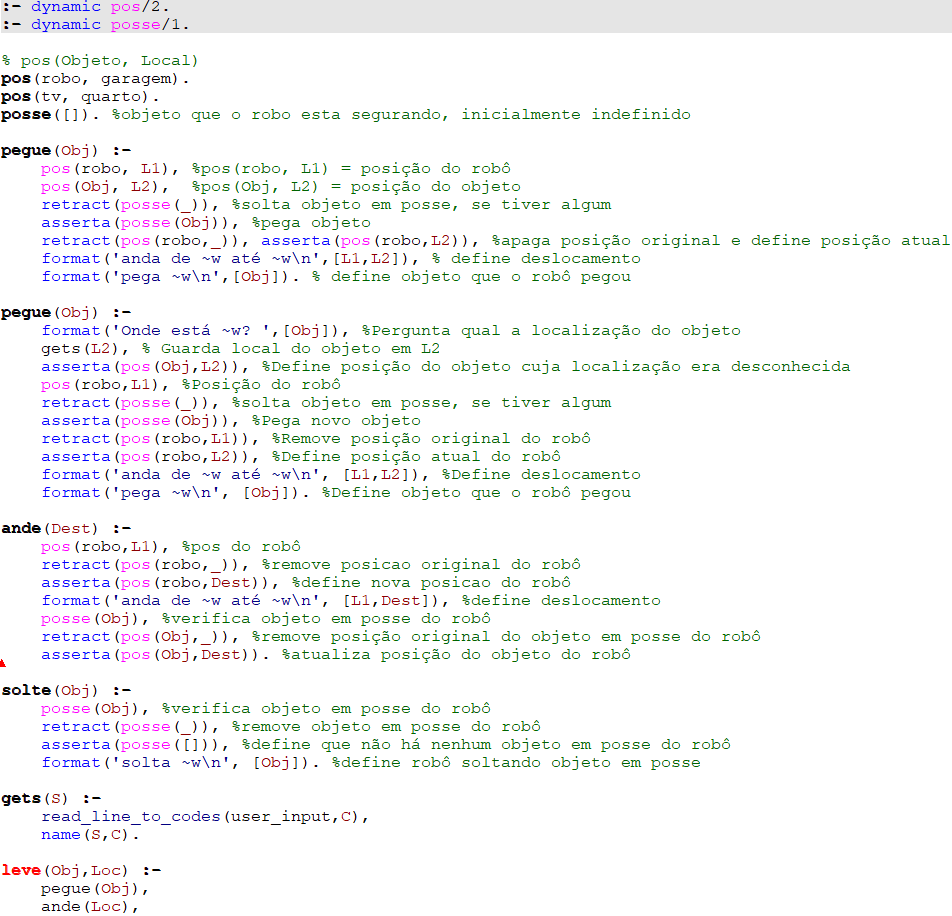 :- dynamic pos/2.
:- dynamic posse/1.
% pos(Objeto, Local)
pos(robo, garagem).
pos(tv, quarto).
posse([]). %objeto que o robo esta segurando, inicialmente indefinido
pegue(Obj) :-
pos(robo, L1), %pos(robo, L1) = posição do robô
pos(Obj, L2),  %pos(Obj, L2) = posição do objeto
retract(posse(_)), %solta objeto em posse, se tiver algum
asserta(posse(Obj)), %pega objeto
retract(pos(robo,_)), asserta(pos(robo,L2)), %apaga posição original e define posição atual
format('anda de ~w até ~w\n',[L1,L2]), % define deslocamento
format('pega ~w\n',[Obj]). % define objeto que o robô pegou
pegue(Obj) :-
format('Onde está ~w? ',[Obj]), %Pergunta qual a localização do objeto
gets(L2), % Guarda local do objeto em L2
asserta(pos(Obj,L2)), %Define posição do objeto cuja localização era desconhecida
pos(robo,L1), %Posição do robô
retract(posse(_)), %solta objeto em posse, se tiver algum
asserta(posse(Obj)), %Pega novo objeto
retract(pos(robo,L1)), %Remove posição original do robô
asserta(pos(robo,L2)), %Define posição atual do robô
format('anda de ~w até ~w\n', [L1,L2]), %Define deslocamento
format('pega ~w\n', [Obj]). %Define objeto que o robô pegou
ande(Dest) :-
pos(robo,L1), %pos do robô
retract(pos(robo,_)), %remove posicao original do robô
asserta(pos(robo,Dest)), %define nova posicao do robô
format('anda de ~w até ~w\n', [L1,Dest]), %define deslocamento
posse(Obj), %verifica objeto em posse do robô
retract(pos(Obj,_)), %remove posição original do objeto em posse do robô
asserta(pos(Obj,Dest)). %atualiza posição do objeto do robô
solte(Obj) :-
posse(Obj), %verifica objeto em posse do robô
retract(posse(_)), %remove objeto em posse do robô
asserta(posse([])), %define que não há nenhum objeto em posse do robô
format('solta ~w\n', [Obj]). %define robô soltando objeto em posse
gets(S) :-
read_line_to_codes(user_input,C),
name(S,C).
leve(Obj,Loc) :-
pegue(Obj),
ande(Loc),